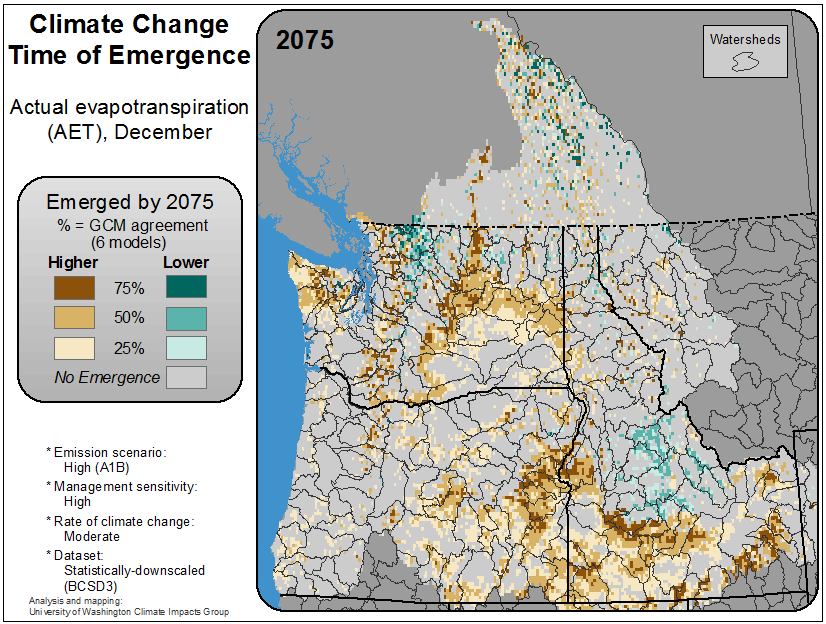 Climate Change
Time of Emergence
Actual evapotranspiration
(AET), December
Emerged by 2075
% = GCM agreement
(6 models)
Higher Lower
75%
50%
25%
No Emergence
* Emission scenario:
High (A1B)
* Management sensitivity:
High
* Rate of climate change:
Moderate
* Dataset:
Statistically-downscaled
(BCSD3)
Analysis and mapping:
University of Washington Climate Impacts Group
2075
Watersheds